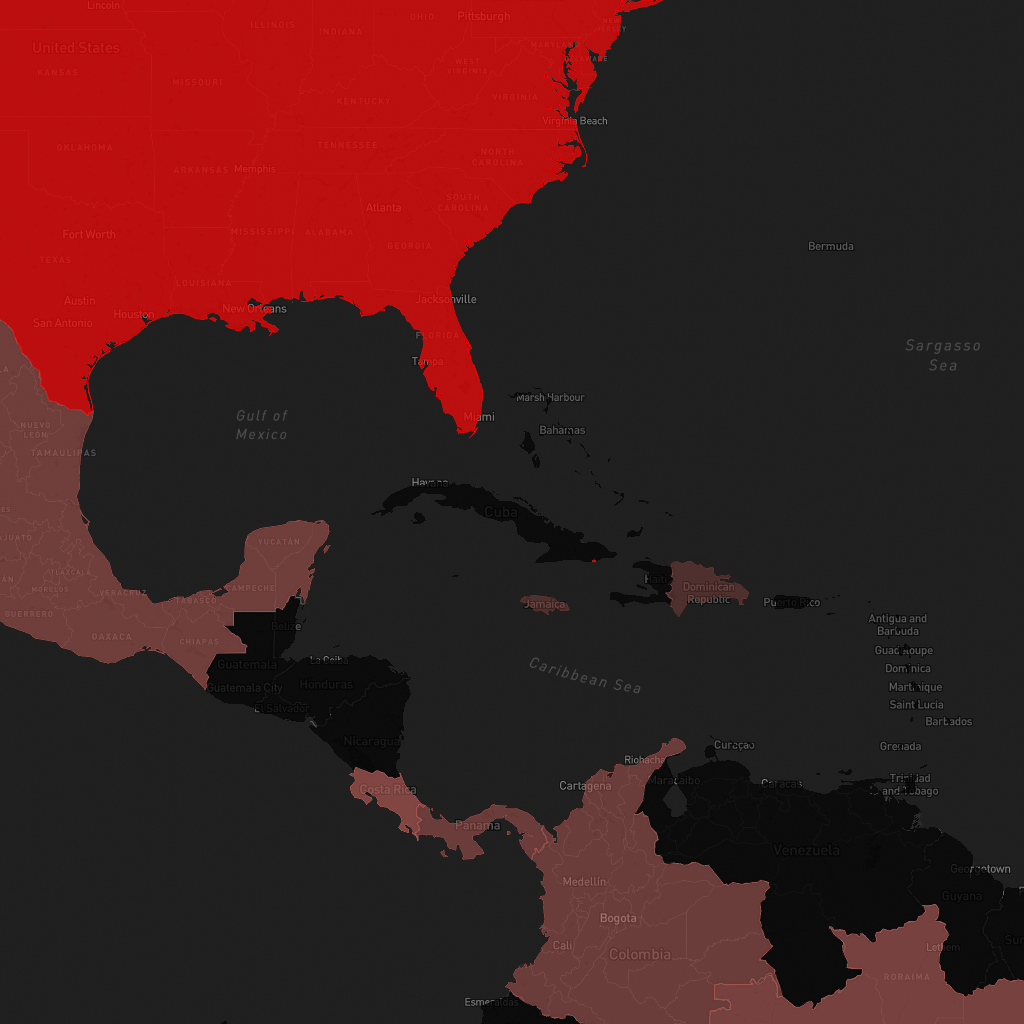 Lincoln
United States
KANSAS
ILLINOIS
INDIANA
OHIO
Pittsburgh
NEW
JERSEY
MARYLAND
DELAWARE
WEST
VIRGINIA
MISSOURI
KENTUCKY
VIRGINIA
Virginia Beach
OKLAHOMA
TENNESSEE
NORTH
CAROLINA
ARKANSAS
Memphis
SOUTH
CAROLINA
Atlanta
Fort Worth
MISSISSIPPI
ALABAMA
GEORGIA
Bermuda
TEXAS
LOUISIANA
Austin
Houston
New Orleans
Jacksonville
San Antonio
FLORIDA
Tampa
Sargasso
Sea
Gulf of
Mexico
Miami
Marsh Harbour
Bahamas
NUEVO
LEÓN
TAMAULIPAS
Havana
Cuba
YUCATÁN
Haiti
Dominican
Republic
TLAXCALA
MORELOS
VERACRUZ
TABASCO
CAMPECHE
GUERRERO
OAXACA
CHIAPAS
Belize
Jamaica
Puerto Rico
Antigua and
Barbuda
Guadeloupe
Dominica
Martinique
Saint Lucia
Barbados
Grenada
Trinidad
and Tobago
Caribbean Sea
Guatemala
La Ceiba
Guatemala City
Honduras
El Salvador
Nicaragua
Costa Rica
Panama
Riohacha
Curaçao
Maracaibo
Caracas
Cartagena
Venezuela
Georgetown
Guyana
Medellín
Bogota
Cali
Colombia
Lethem
RORAIMA
Esmeraldas